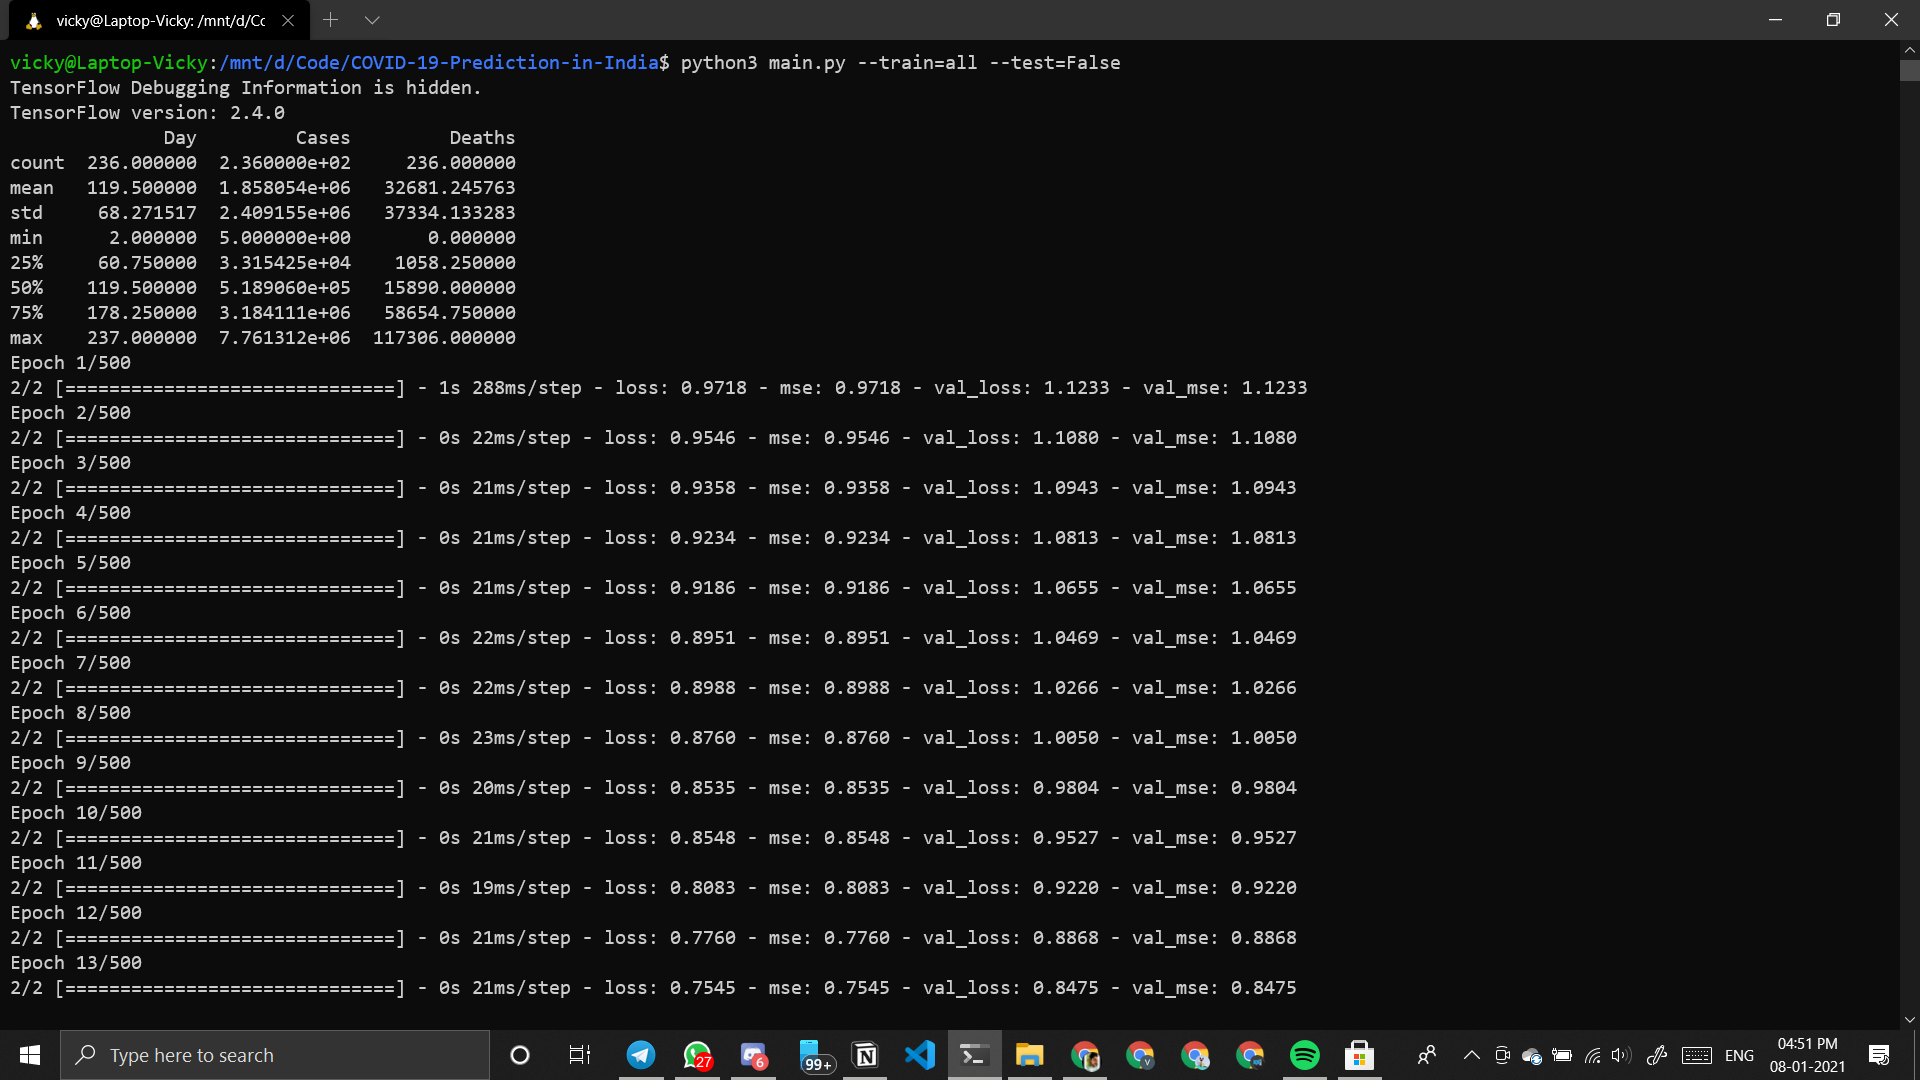 vicky@Laptop-Vicky: /mnt/d/Cc
vicky@Laptop-Vicky:/mnt/d/Code/COVID-19-Prediction-in-India$ python3 main.py --train=all --test=False
TensorFlow Debugging Information is hidden.
TensorFlow version: 2.4.0
Day Cases Deaths
count 236.000000 2.360000e+02 236.000000
mean 119.500000 1.858054e+06 32681.245763
std 68.271517 2.409155e+06 37334.133283
min 2.000000 5.000000e+00 0.000000
25% 60.750000 3.315425e+04 1058.250000
50% 119.500000 5.189060e+05 15890.000000
75% 178.250000 3.184111e+06 58654.750000
max 237.000000 7.761312e+06 117306.000000
Epoch 1/500
2/2 [==============================] - 1s 288ms/step - loss: 0.9718 - mse: 0.9718 - val_loss: 1.1233 - val_mse: 1.1233
Epoch 2/500
2/2 [==============================] - 0s 22ms/step - loss: 0.9546 - mse: 0.9546 - val_loss: 1.1080 - val_mse: 1.1080
Epoch 3/500
2/2 [==============================] - 0s 21ms/step - loss: 0.9358 - mse: 0.9358 - val_loss: 1.0943 - val_mse: 1.0943
Epoch 4/500
2/2 [==============================] - 0s 21ms/step - loss: 0.9234 - mse: 0.9234 - val_loss: 1.0813 - val_mse: 1.0813
Epoch 5/500
2/2 [==============================] - 0s 21ms/step - loss: 0.9186 - mse: 0.9186 - val_loss: 1.0655 - val_mse: 1.0655
Epoch 6/500
2/2 [==============================] - 0s 22ms/step - loss: 0.8951 - mse: 0.8951 - val_loss: 1.0469 - val_mse: 1.0469
Epoch 7/500
2/2 [==============================] - 0s 22ms/step - loss: 0.8988 - mse: 0.8988 - val_loss: 1.0266 - val_mse: 1.0266
Epoch 8/500
2/2 [==============================] - 0s 23ms/step - loss: 0.8760 - mse: 0.8760 - val_loss: 1.0050 - val_mse: 1.0050
Epoch 9/500
2/2 [==============================] - 0s 20ms/step - loss: 0.8535 - mse: 0.8535 - val_loss: 0.9804 - val_mse: 0.9804
Epoch 10/500
2/2 [==============================] - 0s 21ms/step - loss: 0.8548 - mse: 0.8548 - val_loss: 0.9527 - val_mse: 0.9527
Epoch 11/500
2/2 [==============================] - 0s 19ms/step - loss: 0.8083 - mse: 0.8083 - val_loss: 0.9220 - val_mse: 0.9220
Epoch 12/500
2/2 [==============================] - 0s 21ms/step - loss: 0.7760 - mse: 0.7760 - val_loss: 0.8868 - val_mse: 0.8868
Epoch 13/500
2/2 [==============================] - 0s 21ms/step - loss: 0.7545 - mse: 0.7545 - val_loss: 0.8475 - val_mse: 0.8475
Type here to search
27
6
99+
ENG
04:51 PM
08-01-2021